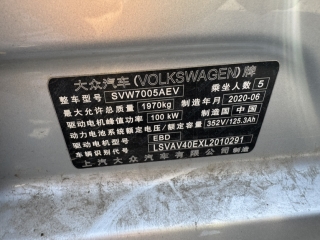 大众汽车(VOLKSWAGEN)牌
整车型号 SVW7005AEV 乘坐人数 5
最大允许总质量 1970kg 制造年月 2020-06
驱动电机峰值功率 100 kW 制造国 中国
动力电池系统额定电压/额定容量 352V/125.3Ah
驱动电机型号 EBD
车辆识别代号 LSVAV40EXL2010291
上汽大众汽车有限公司制造